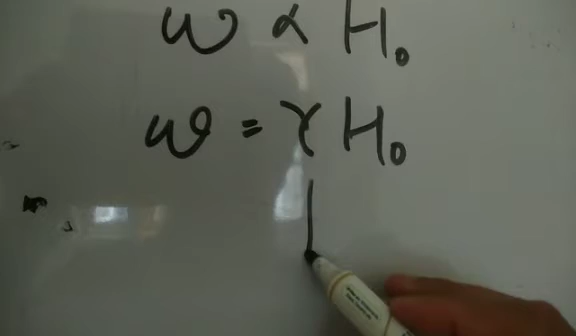 ω ∝ H₀
ω = γ H₀